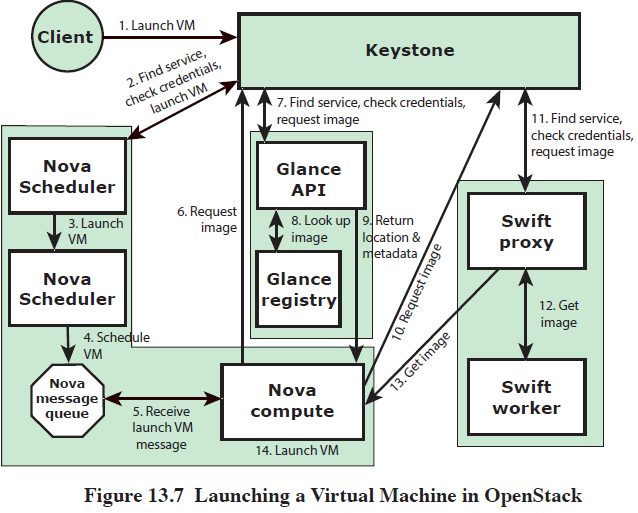 Client
1. Launch VM
Keystone
2. Find service,
check credentials,
launch VM
7. Find service, check credentials,
request image
11. Find service,
check credentials,
request image
Nova
Scheduler
3. Launch
VM
Nova
Scheduler
4. Schedule
VM
Nova
message
queue
5. Receive
launch VM
message
6. Request
image
Glance
API
8. Look up
image
Glance
registry
9. Return
location &
metadata
Nova
compute
14. Launch VM
10. Request image
13. Get image
Swift
proxy
12. Get
image
Swift
worker
Figure 13.7 Launching a Virtual Machine in OpenStack